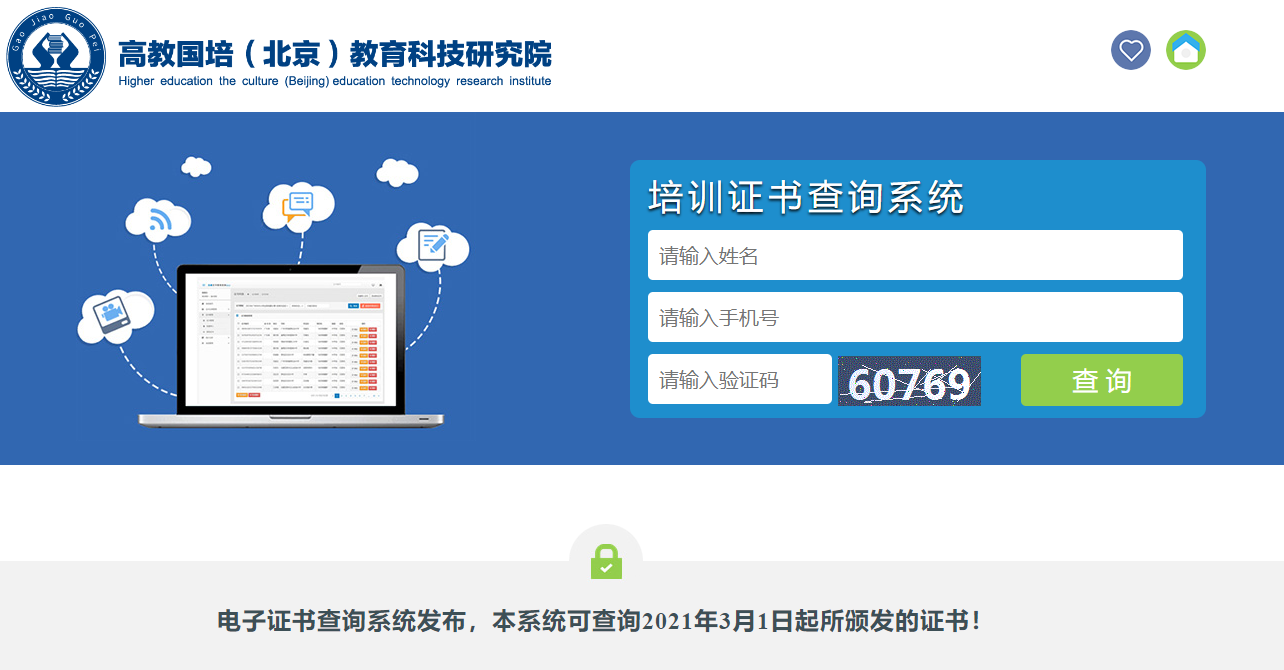 Gao Jiao Guo Pei
高教国培（北京）教育科技研究院
Higher education the culture (Beijing) education technology research institute
培训证书查询系统
请输入姓名
请输入手机号
请输入验证码
60769
查 询
电子证书查询系统发布，本系统可查询2021年3月1日起所颁发的证书！